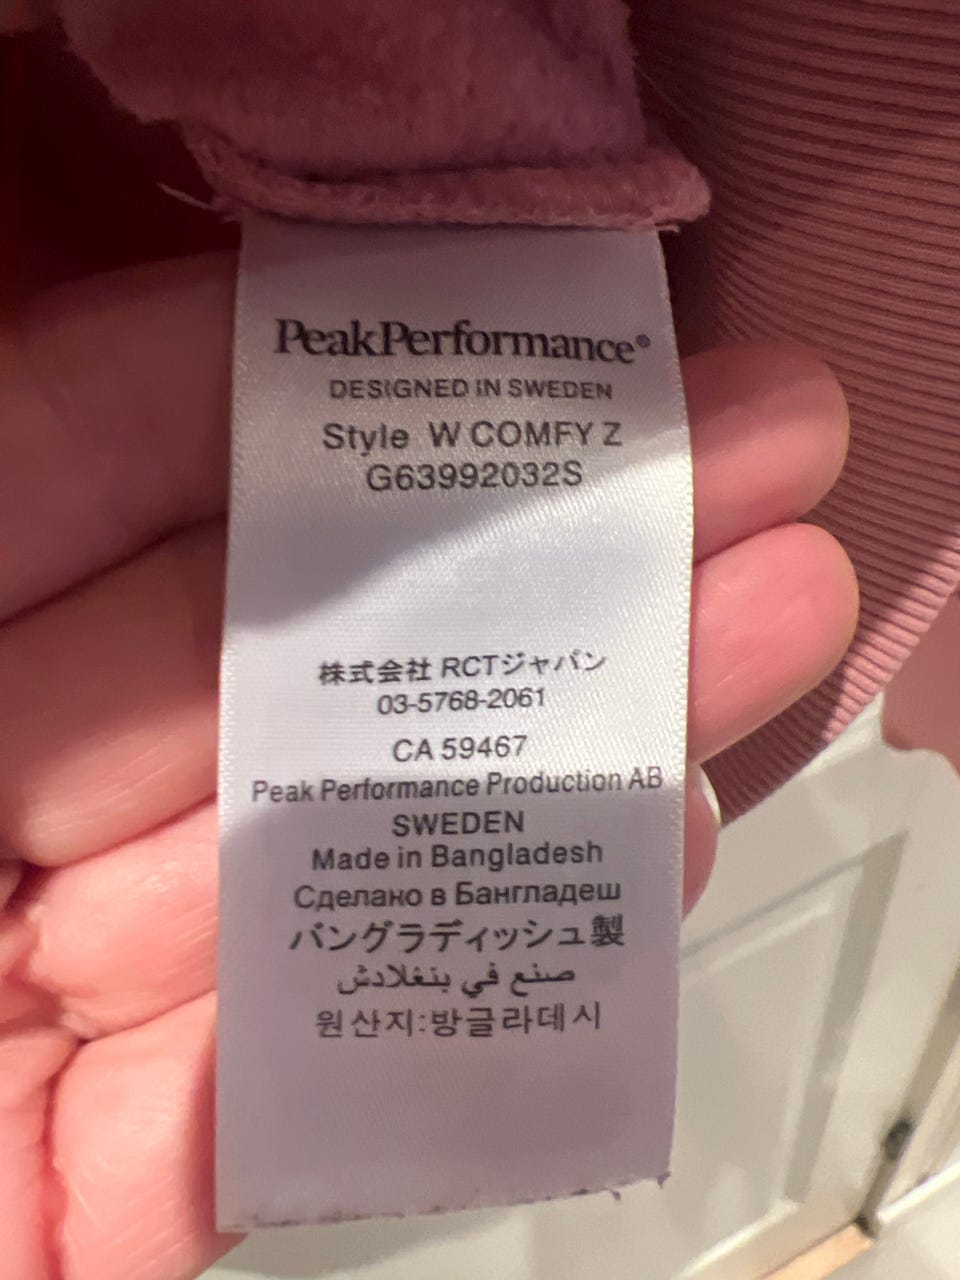 PeakPerformance®
DESIGNED IN SWEDEN
Style W COMFY Z
G63992032S
株式会社 RCTジャパン
03-5768-2061
CA 59467
Peak Performance Production AB
SWEDEN
Made in Bangladesh
Сделано в Бангладеш
バングラディッシュ製
صنع في بنغلادش
원산지:방글라데시